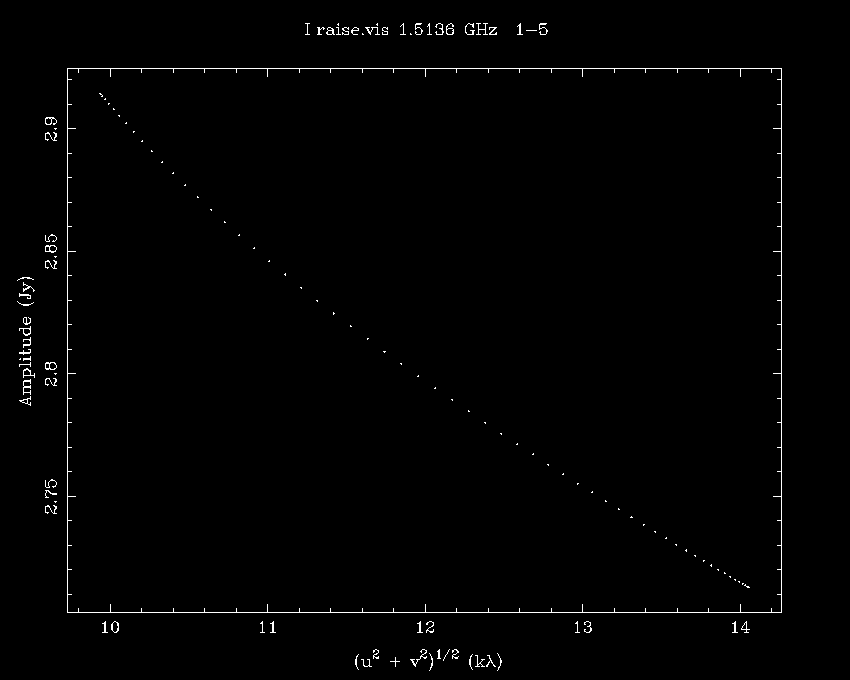 I raise.vis 1.5136 GHz 1-5
2.9
2.85
2.8
2.75
Amplitude (Jy)
10 11 12 13 14
(u² + v²)¹/² (kλ)